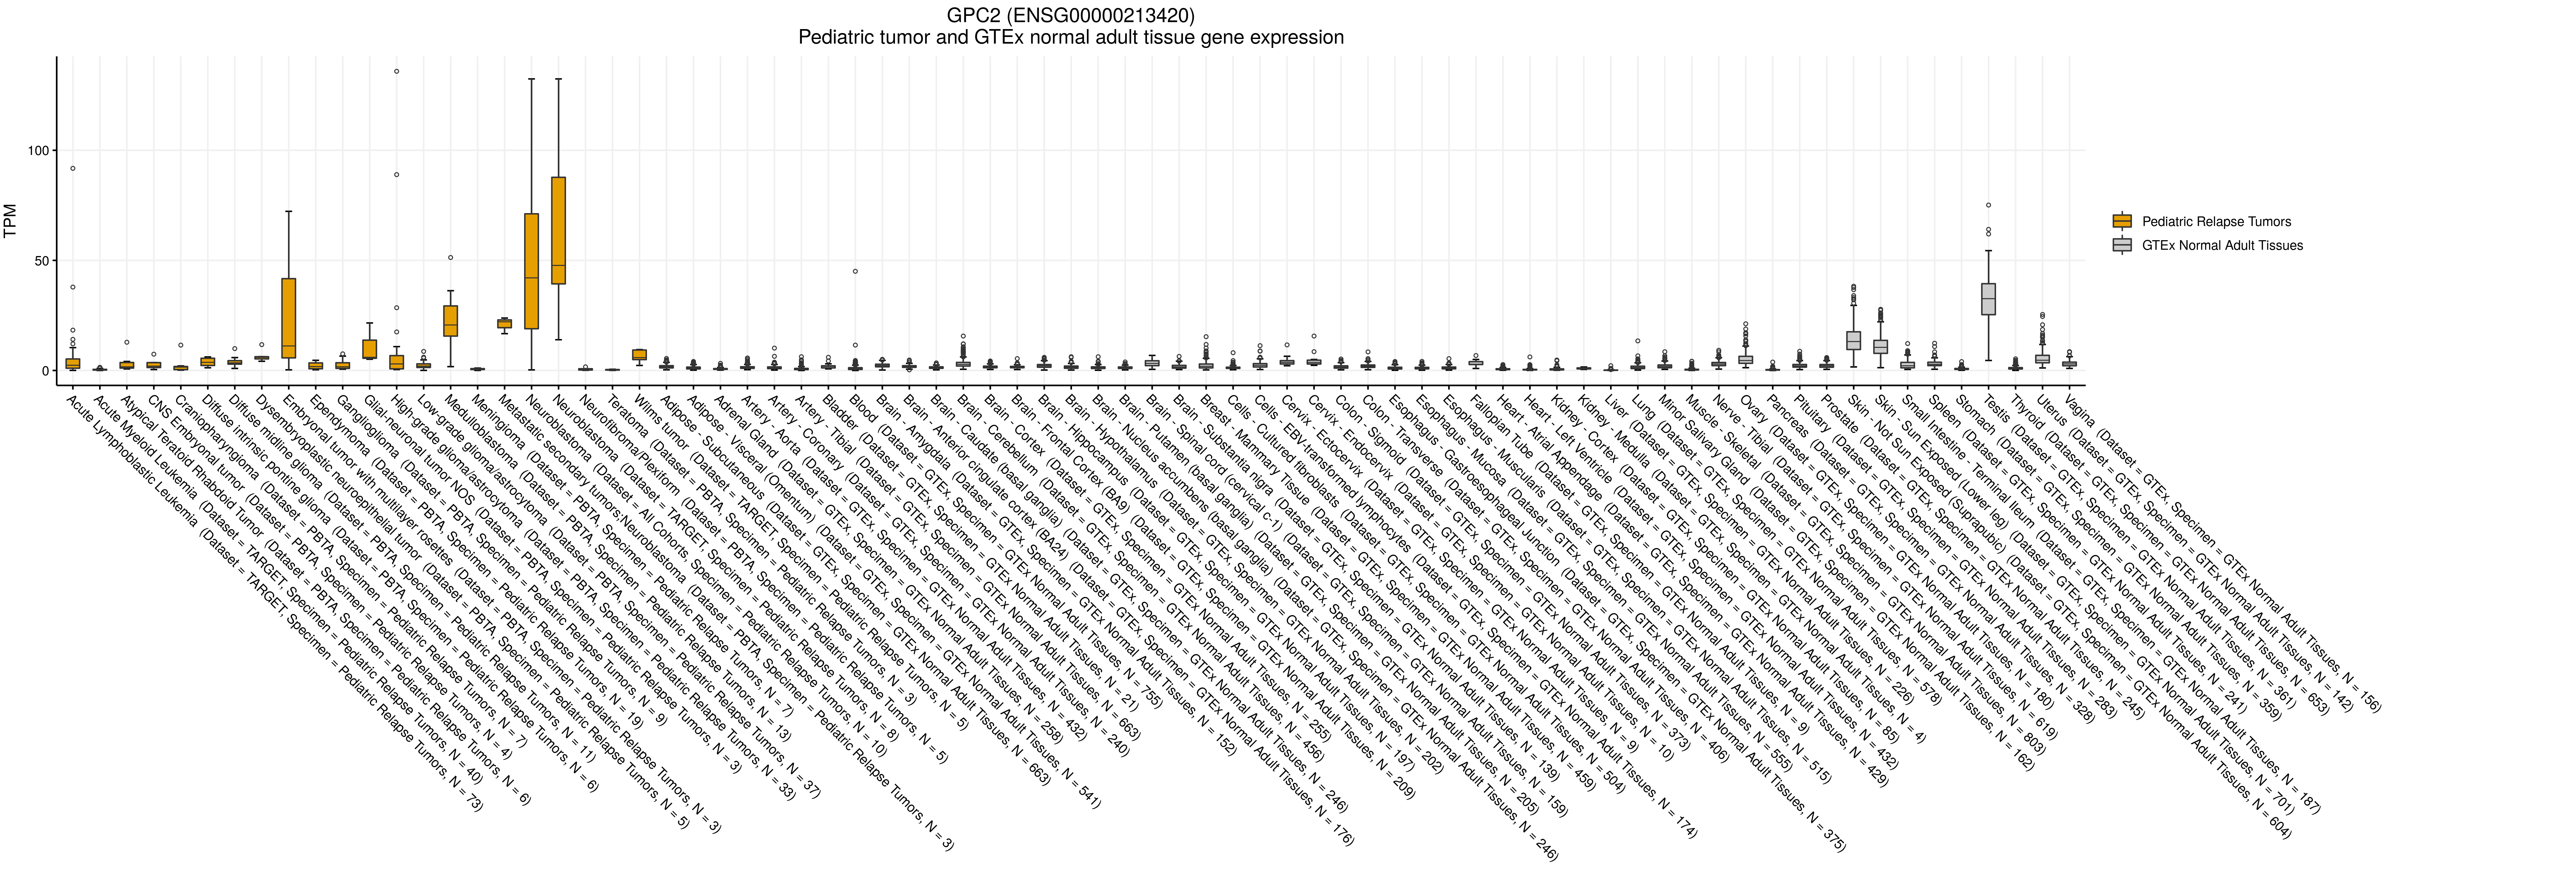 GPC2 (ENSG00000213420)
Pediatric tumor and GTEx normal adult tissue gene expression
TPM
100
50
0
Pediatric Relapse Tumors
GTEx Normal Adult Tissues
Acute Lymphoblastic Leukemia (Dataset = TARGET, Specimen = Pediatric Relapse Tumors, N = 73)
Acute Myeloid Leukemia (Dataset = TARGET, Specimen = Pediatric Relapse Tumors, N = 40)
Atypical Teratoid Rhabdoid Tumor (Dataset = PBTA, Specimen = Pediatric Relapse Tumors, N = 6)
CNS Embryonal tumor (Dataset = PBTA, Specimen = Pediatric Relapse Tumors, N = 4)
Craniopharyngioma (Dataset = PBTA, Specimen = Pediatric Relapse Tumors, N = 7)
Diffuse intrinsic pontine glioma (Dataset = PBTA, Specimen = Pediatric Relapse Tumors, N = 6)
Diffuse midline glioma (Dataset = PBTA, Specimen = Pediatric Relapse Tumors, N = 11)
Dysembryoplastic neuroepithelial tumor (Dataset = PBTA, Specimen = Pediatric Relapse Tumors, N = 5)
Embryonal tumor with multilayer rosettes (Dataset = PBTA, Specimen = Pediatric Relapse Tumors, N = 3)
Ependymoma (Dataset = PBTA, Specimen = Pediatric Relapse Tumors, N = 19)
Ganglioglioma (Dataset = PBTA, Specimen = Pediatric Relapse Tumors, N = 9)
Glial-neuronal tumor NOS (Dataset = PBTA, Specimen = Pediatric Relapse Tumors, N = 3)
High-grade glioma/astrocytoma (Dataset = PBTA, Specimen = Pediatric Relapse Tumors, N = 33)
Low-grade glioma/astrocytoma (Dataset = PBTA, Specimen = Pediatric Relapse Tumors, N = 37)
Medulloblastoma (Dataset = PBTA, Specimen = Pediatric Relapse Tumors, N = 13)
Meningioma (Dataset = PBTA, Specimen = Pediatric Relapse Tumors, N = 7)
Metastatic secondary tumors:Neuroblastoma (Dataset = PBTA, Specimen = Pediatric Relapse Tumors, N = 3)
Neuroblastoma (Dataset = All Cohorts, Specimen = Pediatric Relapse Tumors, N = 10)
Neuroblastoma (Dataset = TARGET, Specimen = Pediatric Relapse Tumors, N = 8)
Neurofibroma/Plexiform (Dataset = PBTA, Specimen = Pediatric Relapse Tumors, N = 5)
Teratoma (Dataset = PBTA, Specimen = Pediatric Relapse Tumors, N = 3)
Wilms tumor (Dataset = TARGET, Specimen = Pediatric Relapse Tumors, N = 5)
Adipose - Subcutaneous (Dataset = GTEx, Specimen = GTEx Normal Adult Tissues, N = 663)
Adipose - Visceral (Omentum) (Dataset = GTEx, Specimen = GTEx Normal Adult Tissues, N = 541)
Adrenal Gland (Dataset = GTEx, Specimen = GTEx Normal Adult Tissues, N = 258)
Artery - Aorta (Dataset = GTEx, Specimen = GTEx Normal Adult Tissues, N = 432)
Artery - Coronary (Dataset = GTEx, Specimen = GTEx Normal Adult Tissues, N = 240)
Artery - Tibial (Dataset = GTEx, Specimen = GTEx Normal Adult Tissues, N = 663)
Bladder (Dataset = GTEx, Specimen = GTEx Normal Adult Tissues, N = 21)
Blood (Dataset = GTEx, Specimen = GTEx Normal Adult Tissues, N = 755)
Brain - Amygdala (Dataset = GTEx, Specimen = GTEx Normal Adult Tissues, N = 152)
Brain - Anterior cingulate cortex (BA24) (Dataset = GTEx, Specimen = GTEx Normal Adult Tissues, N = 176)
Brain - Caudate (basal ganglia) (Dataset = GTEx, Specimen = GTEx Normal Adult Tissues, N = 246)
Brain - Cerebellum (Dataset = GTEx, Specimen = GTEx Normal Adult Tissues, N = 456)
Brain - Cortex (Dataset = GTEx, Specimen = GTEx Normal Adult Tissues, N = 255)
Brain - Frontal Cortex (BA9) (Dataset = GTEx, Specimen = GTEx Normal Adult Tissues, N = 209)
Brain - Hippocampus (Dataset = GTEx, Specimen = GTEx Normal Adult Tissues, N = 197)
Brain - Hypothalamus (Dataset = GTEx, Specimen = GTEx Normal Adult Tissues, N = 202)
Brain - Nucleus accumbens (basal ganglia) (Dataset = GTEx, Specimen = GTEx Normal Adult Tissues, N = 246)
Brain - Putamen (basal ganglia) (Dataset = GTEx, Specimen = GTEx Normal Adult Tissues, N = 205)
Brain - Spinal cord (cervical c-1) (Dataset = GTEx, Specimen = GTEx Normal Adult Tissues, N = 159)
Brain - Substantia nigra (Dataset = GTEx, Specimen = GTEx Normal Adult Tissues, N = 139)
Breast - Mammary Tissue (Dataset = GTEx, Specimen = GTEx Normal Adult Tissues, N = 459)
Cells - Cultured fibroblasts (Dataset = GTEx, Specimen = GTEx Normal Adult Tissues, N = 504)
Cells - EBV-transformed lymphocytes (Dataset = GTEx, Specimen = GTEx Normal Adult Tissues, N = 174)
Cervix - Ectocervix (Dataset = GTEx, Specimen = GTEx Normal Adult Tissues, N = 9)
Cervix - Endocervix (Dataset = GTEx, Specimen = GTEx Normal Adult Tissues, N = 10)
Colon - Sigmoid (Dataset = GTEx, Specimen = GTEx Normal Adult Tissues, N = 373)
Colon - Transverse (Dataset = GTEx, Specimen = GTEx Normal Adult Tissues, N = 406)
Esophagus - Gastroesophageal Junction (Dataset = GTEx, Specimen = GTEx Normal Adult Tissues, N = 375)
Esophagus - Mucosa (Dataset = GTEx, Specimen = GTEx Normal Adult Tissues, N = 555)
Esophagus - Muscularis (Dataset = GTEx, Specimen = GTEx Normal Adult Tissues, N = 515)
Fallopian Tube (Dataset = GTEx, Specimen = GTEx Normal Adult Tissues, N = 9)
Heart - Atrial Appendage (Dataset = GTEx, Specimen = GTEx Normal Adult Tissues, N = 429)
Heart - Left Ventricle (Dataset = GTEx, Specimen = GTEx Normal Adult Tissues, N = 432)
Kidney - Cortex (Dataset = GTEx, Specimen = GTEx Normal Adult Tissues, N = 85)
Kidney - Medulla (Dataset = GTEx, Specimen = GTEx Normal Adult Tissues, N = 4)
Liver (Dataset = GTEx, Specimen = GTEx Normal Adult Tissues, N = 226)
Lung (Dataset = GTEx, Specimen = GTEx Normal Adult Tissues, N = 578)
Minor Salivary Gland (Dataset = GTEx, Specimen = GTEx Normal Adult Tissues, N = 162)
Muscle - Skeletal (Dataset = GTEx, Specimen = GTEx Normal Adult Tissues, N = 803)
Nerve - Tibial (Dataset = GTEx, Specimen = GTEx Normal Adult Tissues, N = 619)
Ovary (Dataset = GTEx, Specimen = GTEx Normal Adult Tissues, N = 180)
Pancreas (Dataset = GTEx, Specimen = GTEx Normal Adult Tissues, N = 328)
Pituitary (Dataset = GTEx, Specimen = GTEx Normal Adult Tissues, N = 283)
Prostate (Dataset = GTEx, Specimen = GTEx Normal Adult Tissues, N = 245)
Skin - Not Sun Exposed (Suprapubic) (Dataset = GTEx, Specimen = GTEx Normal Adult Tissues, N = 604)
Skin - Sun Exposed (Lower leg) (Dataset = GTEx, Specimen = GTEx Normal Adult Tissues, N = 701)
Small Intestine - Terminal Ileum (Dataset = GTEx, Specimen = GTEx Normal Adult Tissues, N = 187)
Spleen (Dataset = GTEx, Specimen = GTEx Normal Adult Tissues, N = 241)
Stomach (Dataset = GTEx, Specimen = GTEx Normal Adult Tissues, N = 359)
Testis (Dataset = GTEx, Specimen = GTEx Normal Adult Tissues, N = 361)
Thyroid (Dataset = GTEx, Specimen = GTEx Normal Adult Tissues, N = 653)
Uterus (Dataset = GTEx, Specimen = GTEx Normal Adult Tissues, N = 142)
Vagina (Dataset = GTEx, Specimen = GTEx Normal Adult Tissues, N = 156)